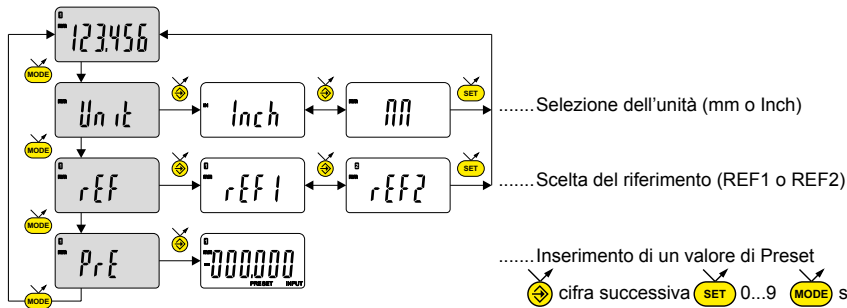 123.456
MODE
Unit Inch MM SET .......Selezione dell'unità (mm o Inch)
MODE
rEF rEF1 rEF2 SET .......Scelta del riferimento (REF1 o REF2)
MODE
PrE -000.000 PRESET INPUT .......Inserimento di un valore di Preset
MODE
cifra successiva SET 0...9 MODE s